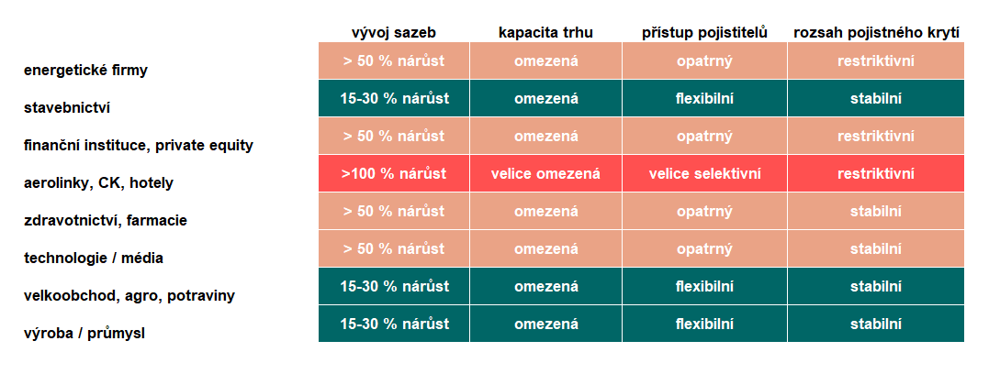 vývoj sazeb kapacita trhu přístup pojistitelů rozsah pojistného krytí
energetické firmy > 50 % nárůst omezená opatrný restriktivní
stavebnictví 15-30 % nárůst omezená flexibilní stabilní
finanční instituce, private equity > 50 % nárůst omezená opatrný restriktivní
aerolinky, CK, hotely >100 % nárůst velice omezená velice selektivní restriktivní
zdravotnictví, farmacie > 50 % nárůst omezená opatrný stabilní
technologie / média > 50 % nárůst omezená opatrný stabilní
velkoobchod, agro, potraviny 15-30 % nárůst omezená flexibilní stabilní
výroba / průmysl 15-30 % nárůst omezená flexibilní stabilní